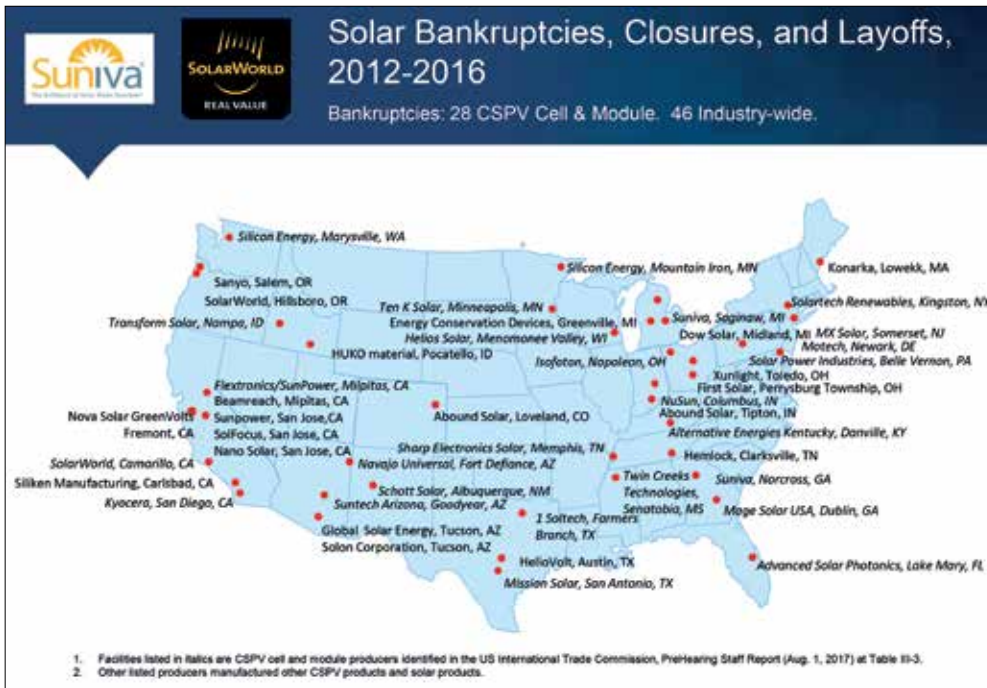 Suniva
SOLARWORLD
REAL VALUE
Solar Bankruptcies, Closures, and Layoffs,
2012-2016
Bankruptcies: 28 CSPV Cell & Module. 46 Industry-wide.
Silicon Energy, Marysville, WA
Silicon Energy, Mountain Iron, MN
Konarka, Lowekk, MA
Sanyo, Salem, OR
SolarWorld, Hillsboro, OR
Ten K Solar, Minneapolis, MN
Solartech Renewables, Kingston, NY
Transform Solar, Nampa, ID
Energy Conservation Devices, Greenville, MI
Suniva, Saginaw, MI
Helios Solar, Menomonee Valley, WI
Dow Solar, Midland, MI
MX Solar, Somerset, NJ
Motech, Newark, DE
HUKO material, Pocatello, ID
Isofoton, Napoleon, OH
Solar Power Industries, Belle Vernon, PA
Xunlight, Toledo, OH
First Solar, Perrysburg Township, OH
Flextronics/SunPower, Milpitas, CA
Beamreach, Mipitas, CA
NuSun, Columbus, IN
Nova Solar GreenVolts
Fremont, CA
Sunpower, San Jose,CA
SolFocus, San Jose, CA
Nano Solar, San Jose, CA
Abound Solar, Loveland, CO
Abound Solar, Tipton, IN
Alternative Energies Kentucky, Danville, KY
Sharp Electronics Solar, Memphis, TN
Hemlock, Clarksville, TN
SolarWorld, Camarillo, CA
Navajo Universal, Fort Defiance, AZ
Siliken Manufacturing, Carlsbad, CA
Kyocera, San Diego, CA
Schott Solar, Albuquerque, NM
Suntech Arizona, Goodyear, AZ
Twin Creeks
Technologies,
Senatobia, MS
Suniva, Norcross, GA
Mage Solar USA, Dublin, GA
Global Solar Energy, Tucson, AZ
Solon Corporation, Tucson, AZ
1 Soltech, Farmers
Branch, TX
HelioVolt, Austin, TX
Mission Solar, San Antonio, TX
Advanced Solar Photonics, Lake Mary, FL
1. Facilities listed in italics are CSPV cell and module producers identified in the US International Trade Commission, PreHearing Staff Report (Aug. 1, 2017) at Table III-3.
2. Other listed producers manufactured other CSPV products and solar products.